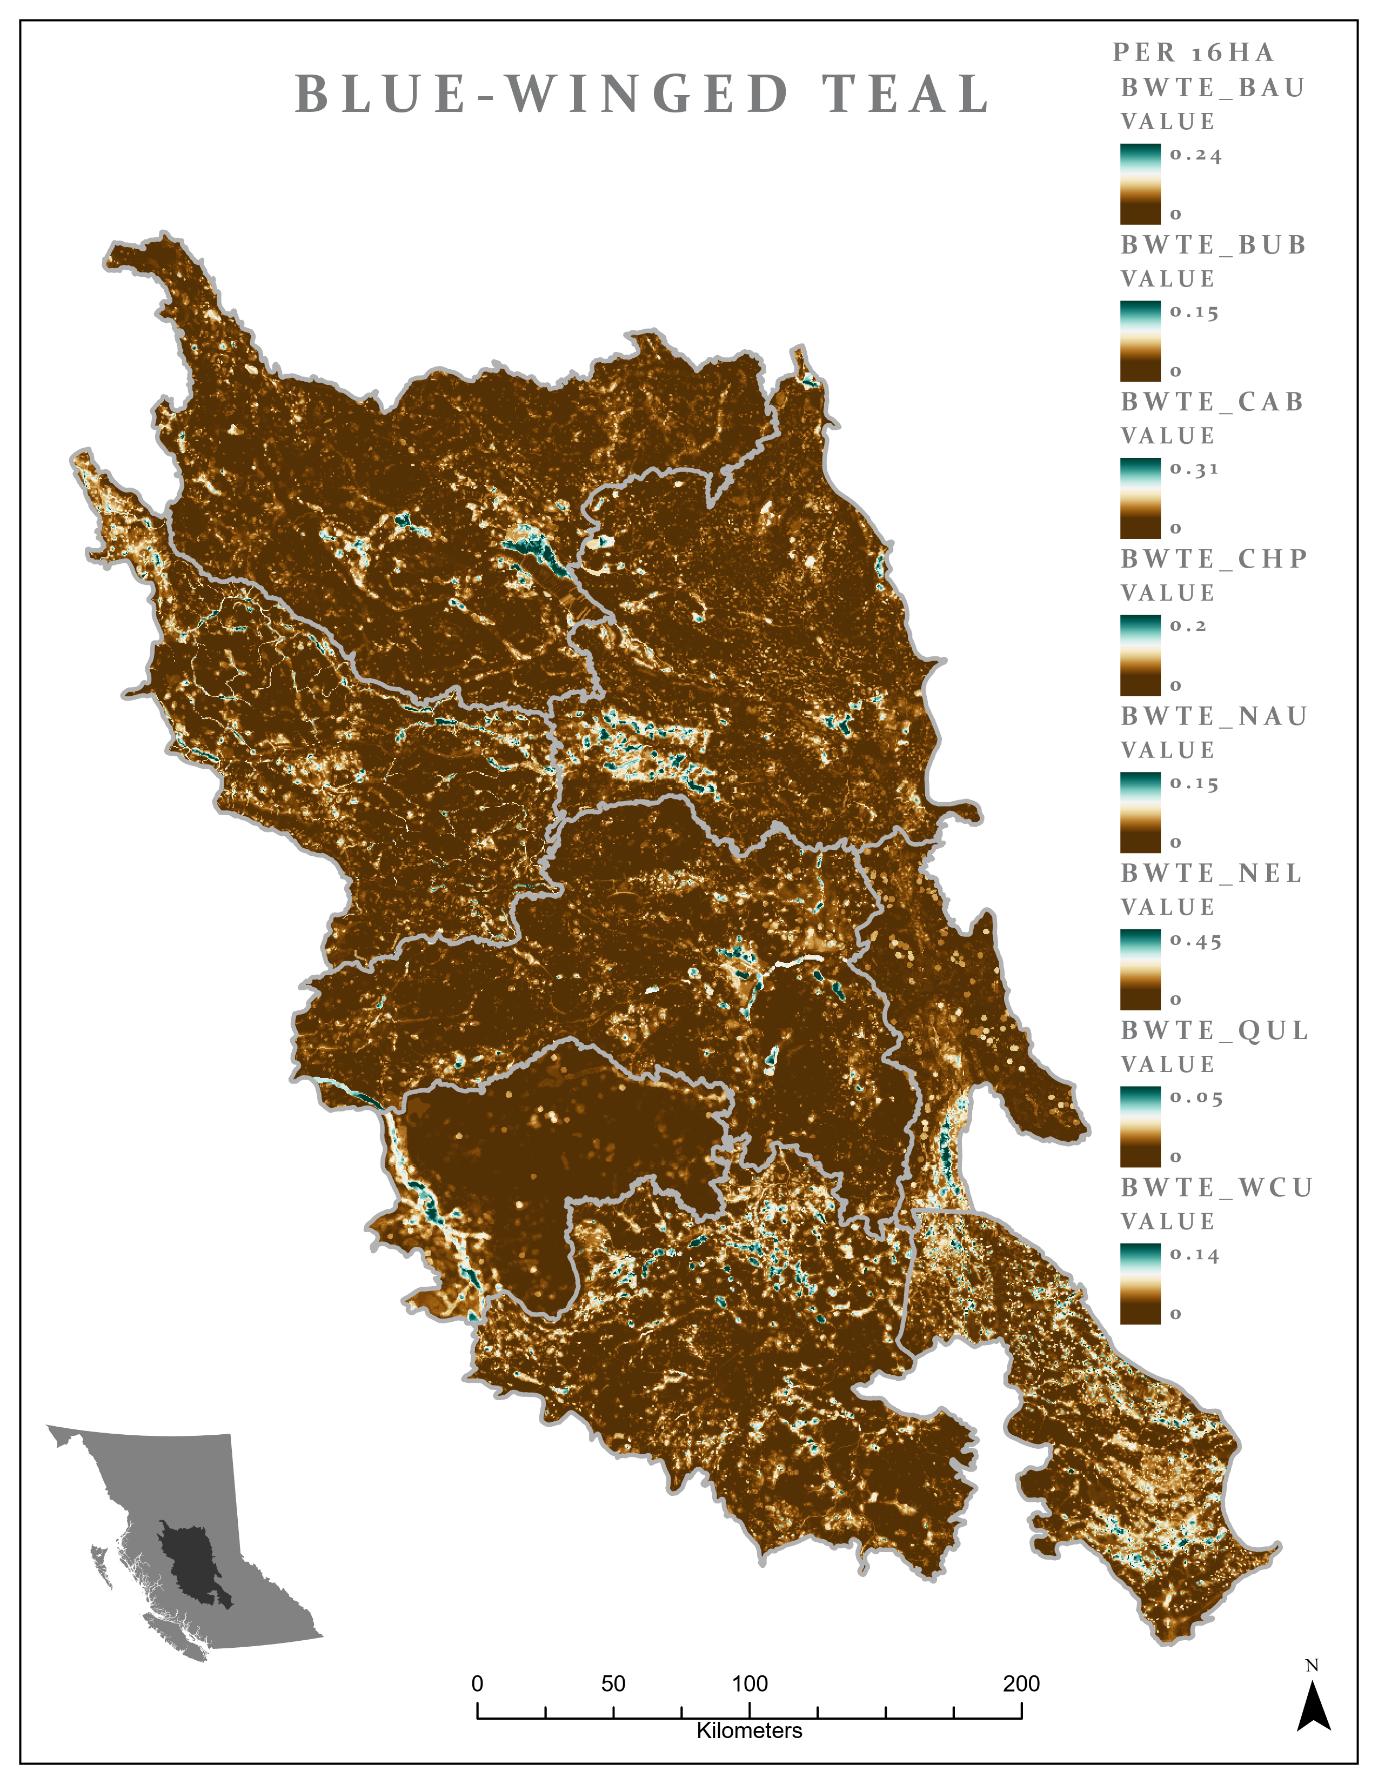 PER 16HA
BLUE-WINGED TEAL
BWTE_BAU
VALUE
0.24
0
BWTE_BUB
VALUE
0.15
0
BWTE_CAB
VALUE
0.31
0
BWTE_CHP
VALUE
0.2
0
BWTE_NAU
VALUE
0.15
0
BWTE_NEL
VALUE
0.45
0
BWTE_QUL
VALUE
0.05
0
BWTE_WCU
VALUE
0.14
0
N
0 50 100 200
Kilometers